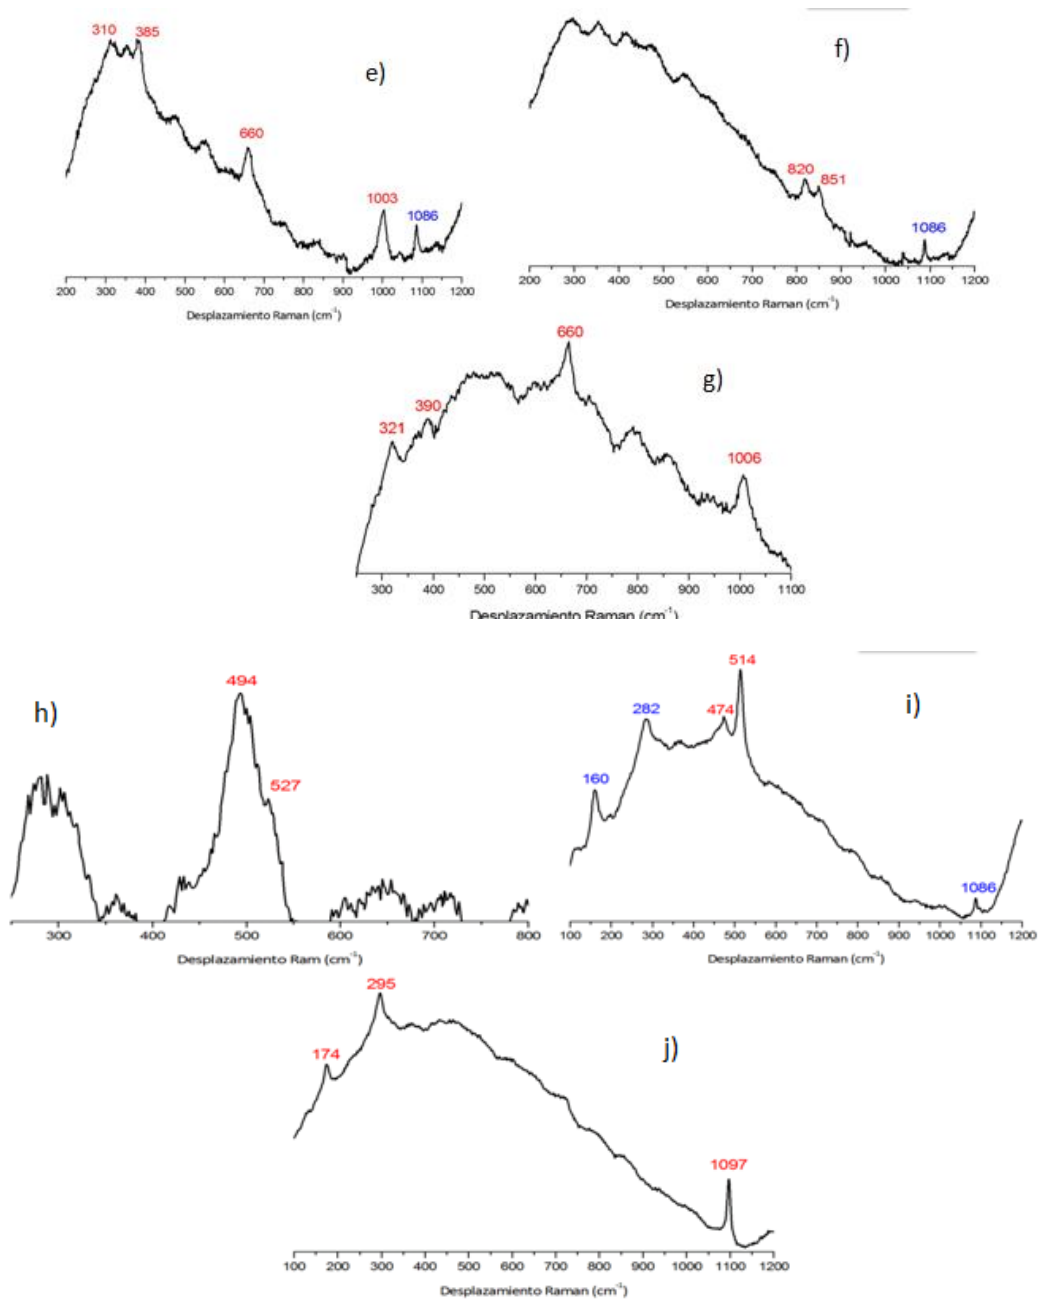 310
385
e)
660
1003
1086
200 300 400 500 600 700 800 900 1000 1100 1200
Desplazamiento Raman (cm⁻¹)
f)
820
851
1086
200 300 400 500 600 700 800 900 1000 1100 1200
Desplazamiento Raman (cm⁻¹)
660
g)
390
321
1006
300 400 500 600 700 800 900 1000 1100
Desplazamiento Raman (cm⁻¹)
h)
494
527
300 400 500 600 700 800
Desplazamiento Ram (cm⁻¹)
514
i)
282
474
160
1086
100 200 300 400 500 600 700 800 900 1000 1100 1200
Desplazamiento Raman (cm⁻¹)
295
j)
174
1097
100 200 300 400 500 600 700 800 900 1000 1100 1200
Desplazamiento Raman (cm⁻¹)